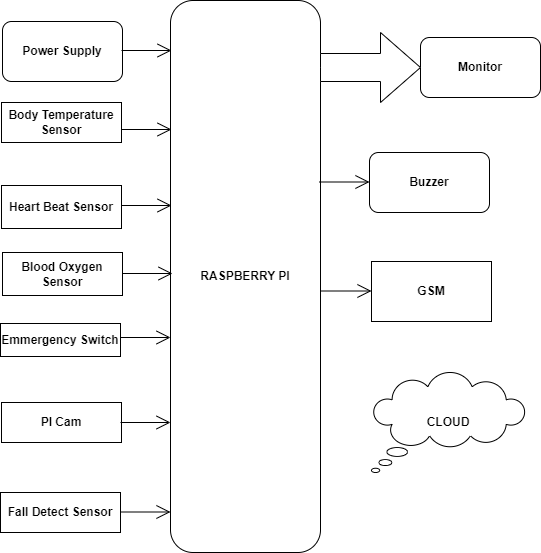 Power Supply
Body Temperature
Sensor
Heart Beat Sensor
Blood Oxygen
Sensor
Emmergency Switch
PI Cam
Fall Detect Sensor
RASPBERRY PI
Monitor
Buzzer
GSM
CLOUD